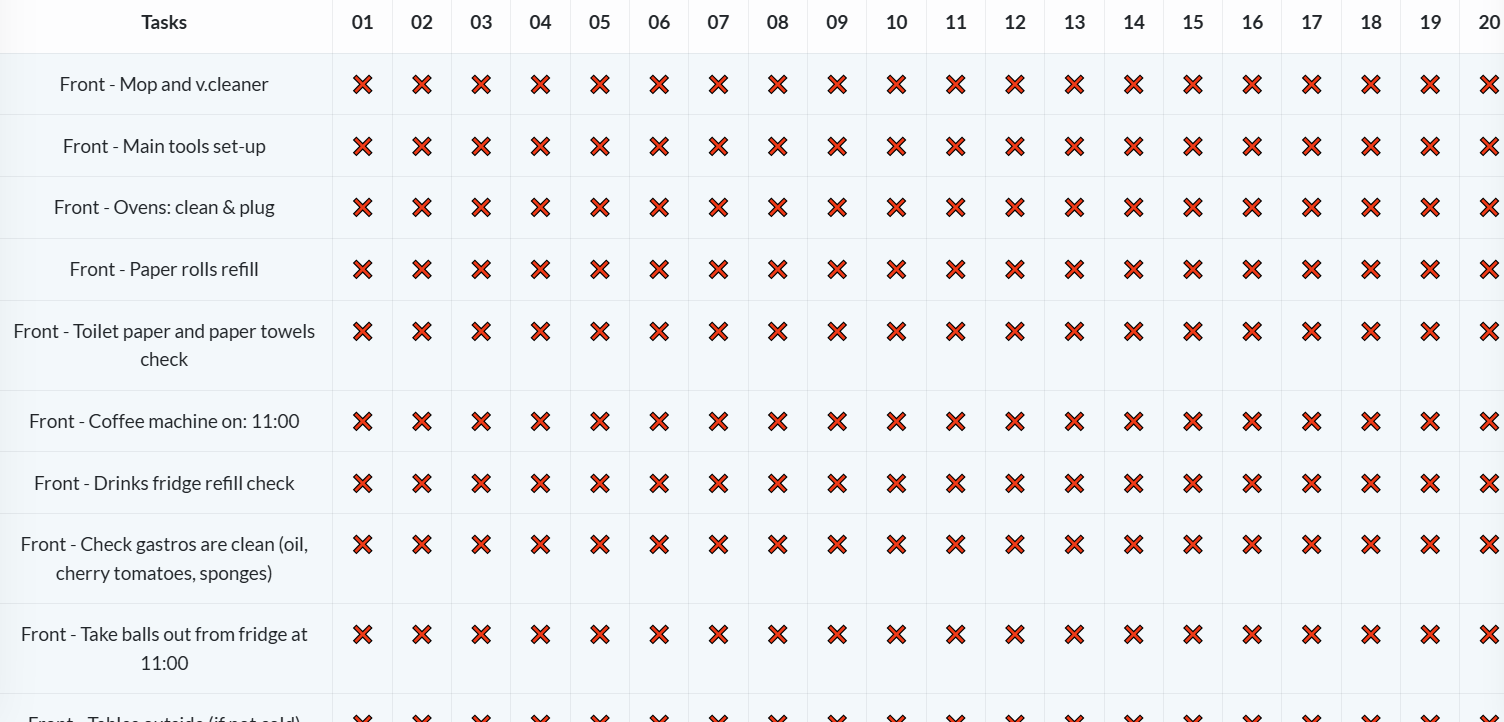 Tasks 01 02 03 04 05 06 07 08 09 10 11 12 13 14 15 16 17 18 19 20
Front - Mop and v.cleaner
Front - Main tools set-up
Front - Ovens: clean & plug
Front - Paper rolls refill
Front - Toilet paper and paper towels
check
Front - Coffee machine on: 11:00
Front - Drinks fridge refill check
Front - Check gastros are clean (oil,
cherry tomatoes, sponges)
Front - Take balls out from fridge at
11:00
Front - Tables outside (if not cold)